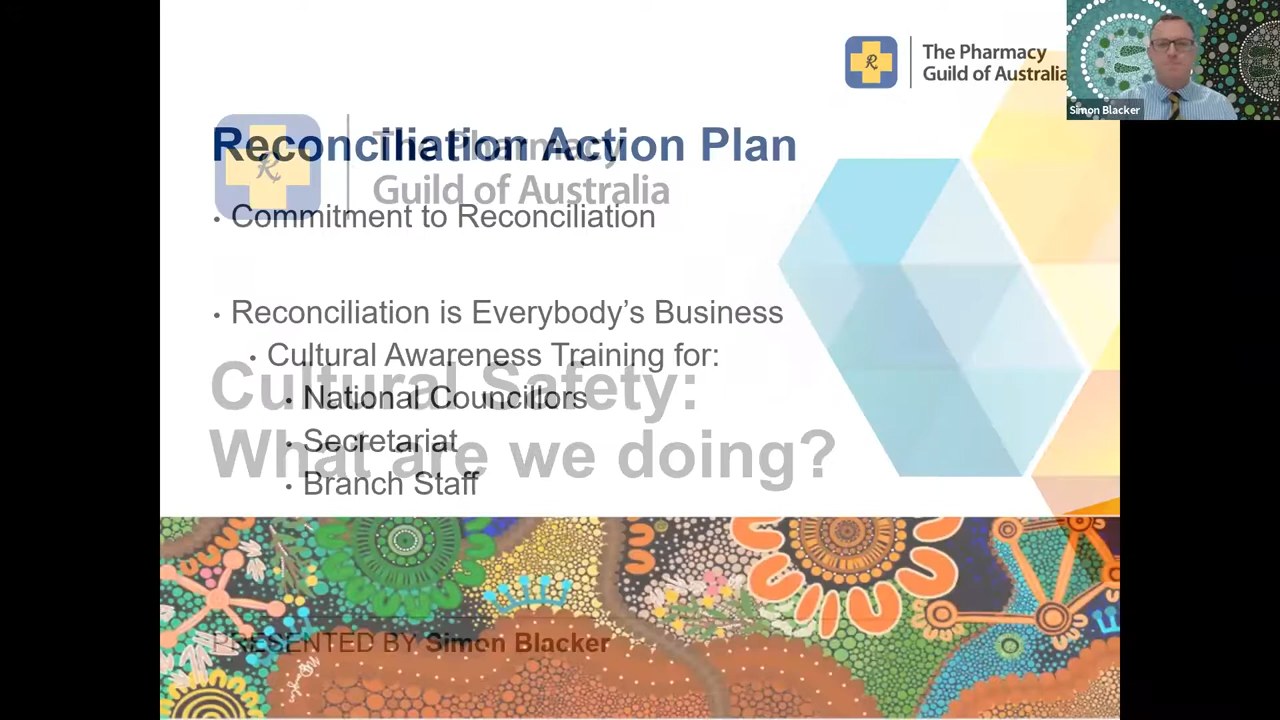 The Pharmacy
Guild of Australia
Simon Blacker
Reconciliation Action Plan
The Pharmacy
Guild of Australia
• Commitment to Reconciliation
• Reconciliation is Everybody’s Business
• Cultural Awareness Training for:
• National Councillors
• Secretariat
• Branch Staff
Cultural Safety:
What are we doing?
PRESENTED BY Simon Blacker